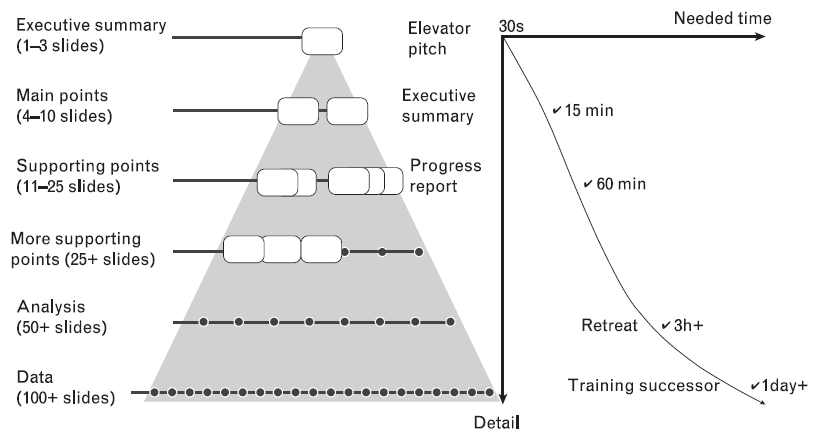 Executive summary
(1–3 slides)
Elevator
pitch
30s
Needed time
Main points
(4–10 slides)
Executive
summary
✔15 min
Supporting points
(11–25 slides)
Progress
report
✔60 min
More supporting
points (25+ slides)
Analysis
(50+ slides)
Retreat ✔3h+
Data
(100+ slides)
Training successor ✔1day+
Detail